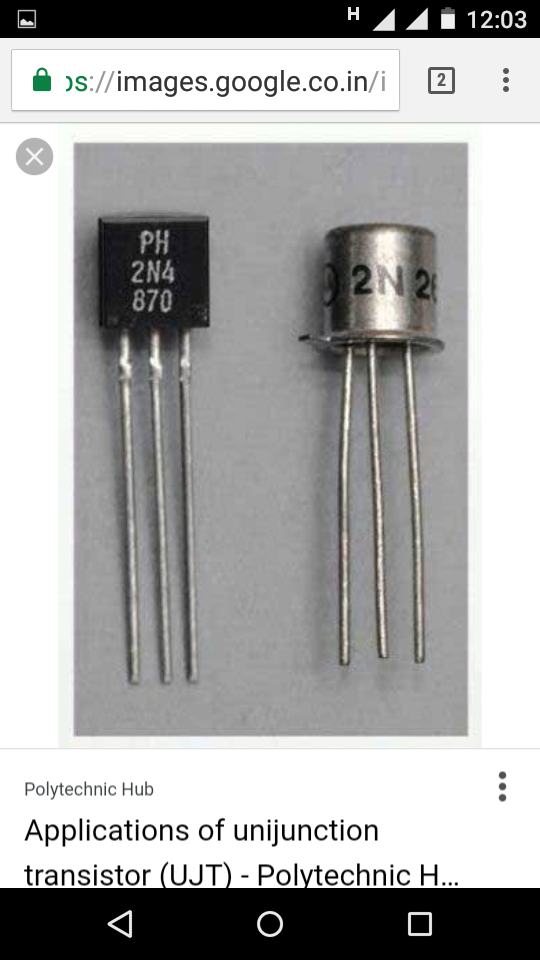 H 12:03
ps://images.google.co.in/i
2
PH
2N4
870
2N 26
Polytechnic Hub
Applications of unijunction
transistor (UJT) - Polytechnic H...